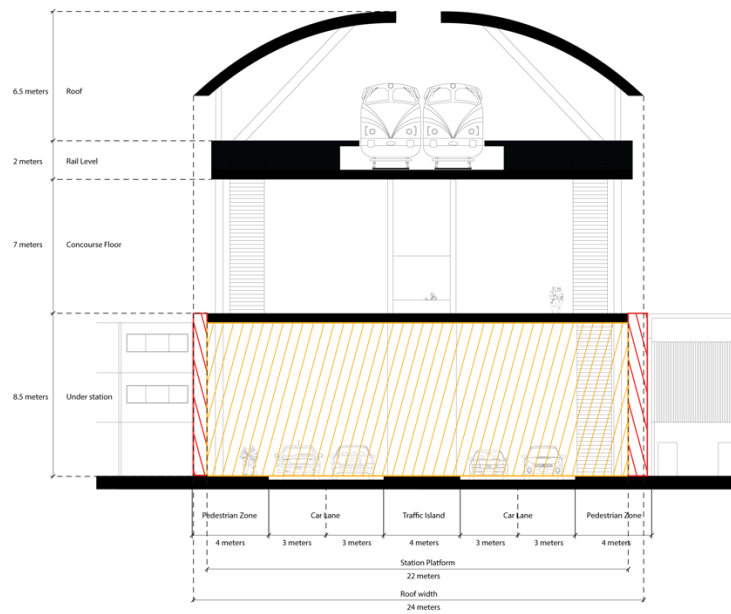 6.5 meters Roof
2 meters Rail Level
7 meters Concourse Floor
8.5 meters Under station
Pedestrian Zone Car Lane Traffic Island Car Lane Pedestrian Zone
4 meters 3 meters 3 meters 4 meters 3 meters 3 meters 4 meters
Station Platform
22 meters
Roof width
24 meters